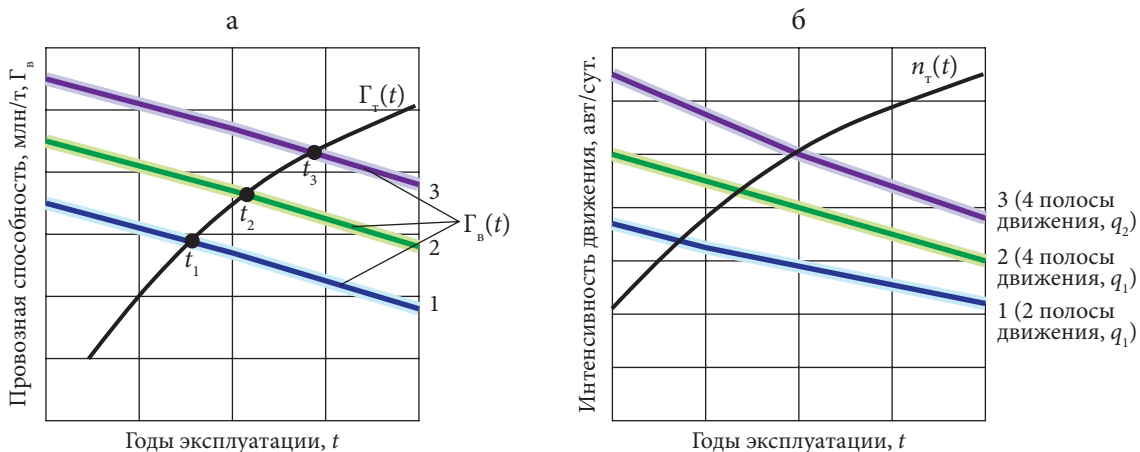 а
Провозная способность, млн/т, Гв
Гт(t)
t3
t2
t1
3
Гв(t)
2
1
Годы эксплуатации, t
б
Интенсивность движения, авт/сут.
nт(t)
3 (4 полосы
движения, q2)
2 (4 полосы
движения, q1)
1 (2 полосы
движения, q1)
Годы эксплуатации, t